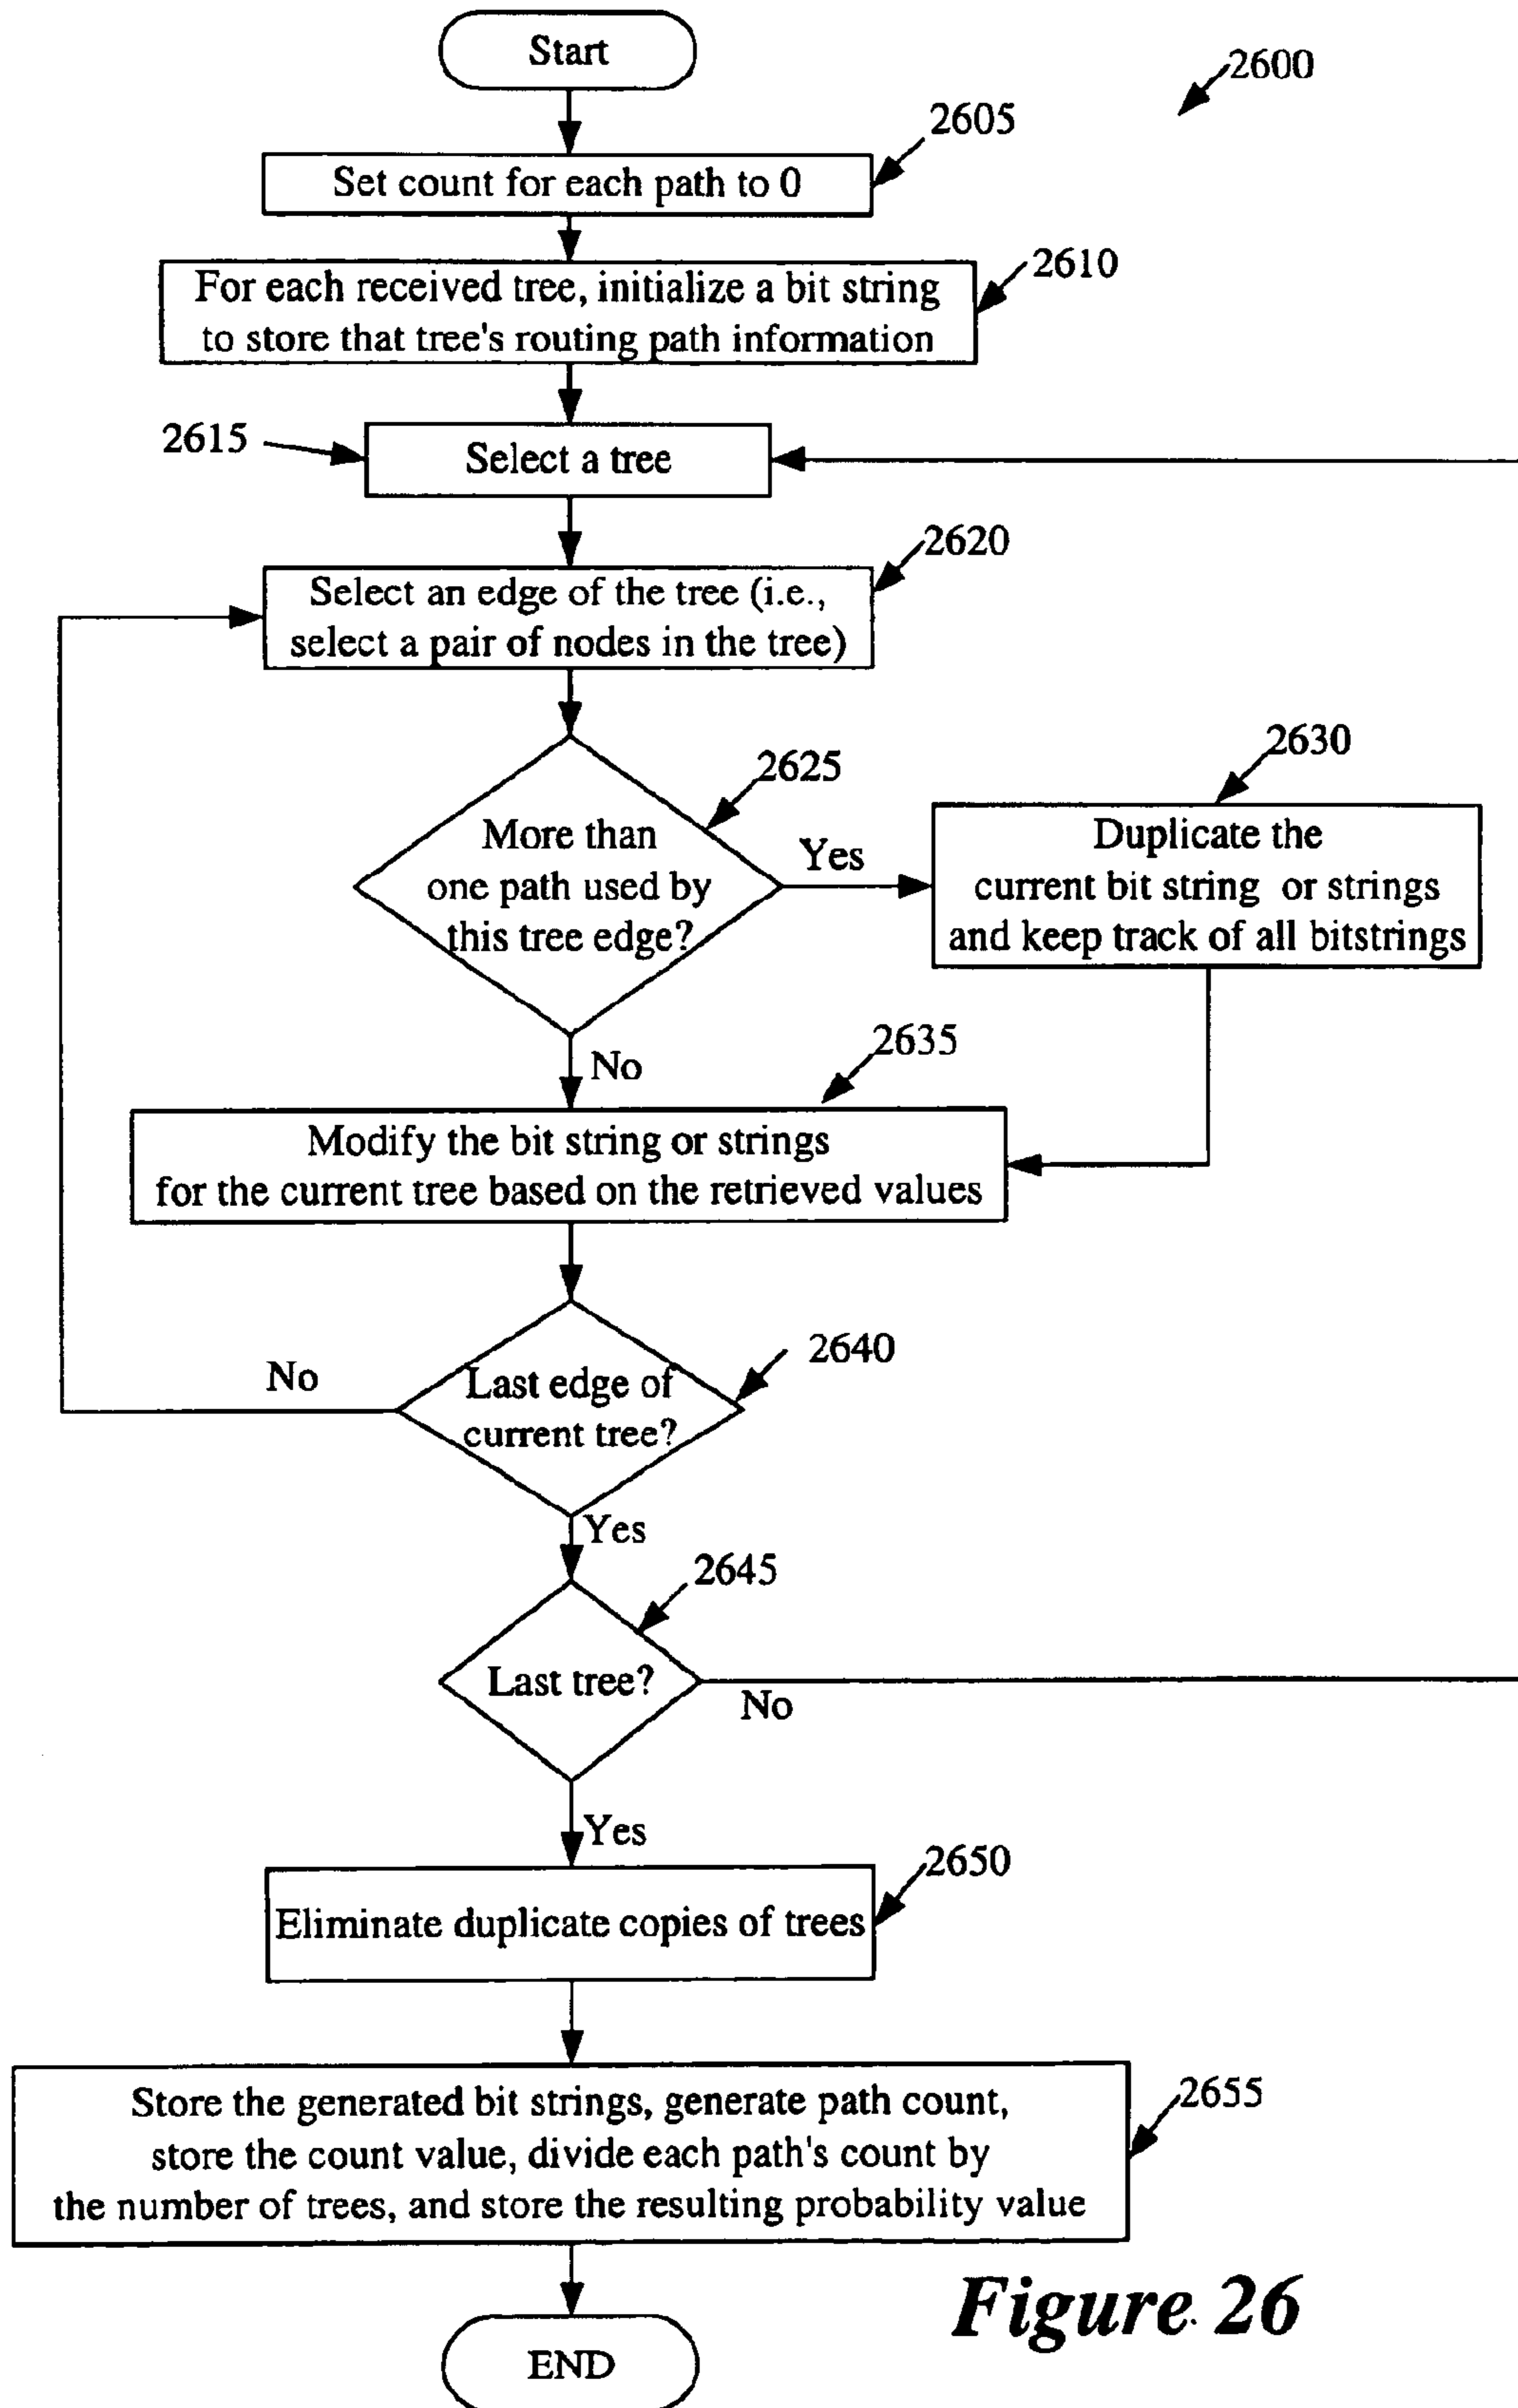 Start
2600
2605
Set count for each path to 0
2610
For each received tree, initialize a bit string
to store that tree's routing path information
2615
Select a tree
2620
Select an edge of the tree (i.e.,
select a pair of nodes in the tree)
2625
2630
More than
one path used by
this tree edge?
Yes
Duplicate the
current bit string or strings
and keep track of all bitstrings
No
2635
Modify the bit string or strings
for the current tree based on the retrieved values
2640
No
Last edge of
current tree?
Yes
2645
Last tree?
No
Yes
2650
Eliminate duplicate copies of trees
2655
Store the generated bit strings, generate path count,
store the count value, divide each path's count by
the number of trees, and store the resulting probability value
Figure 26
END